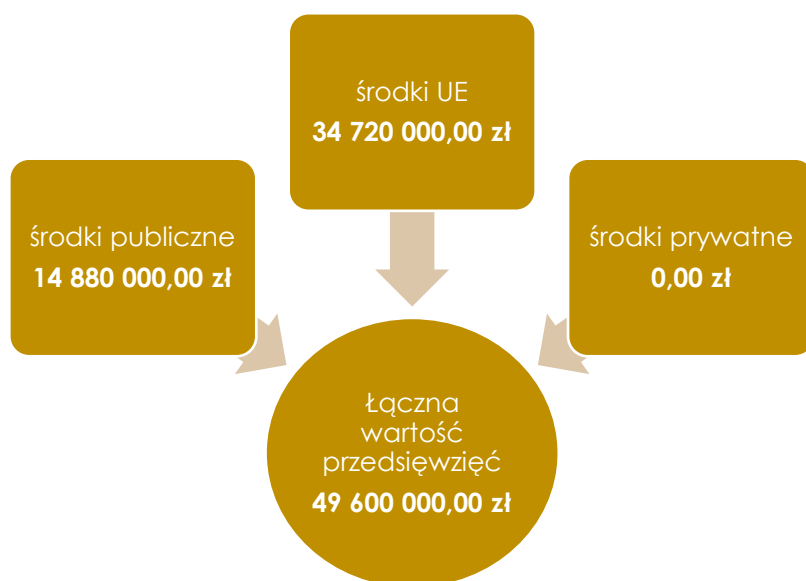 środki UE
34 720 000,00 zł
środki publiczne
14 880 000,00 zł
środki prywatne
0,00 zł
Łączna
wartość
przedsięwzięć
49 600 000,00 zł